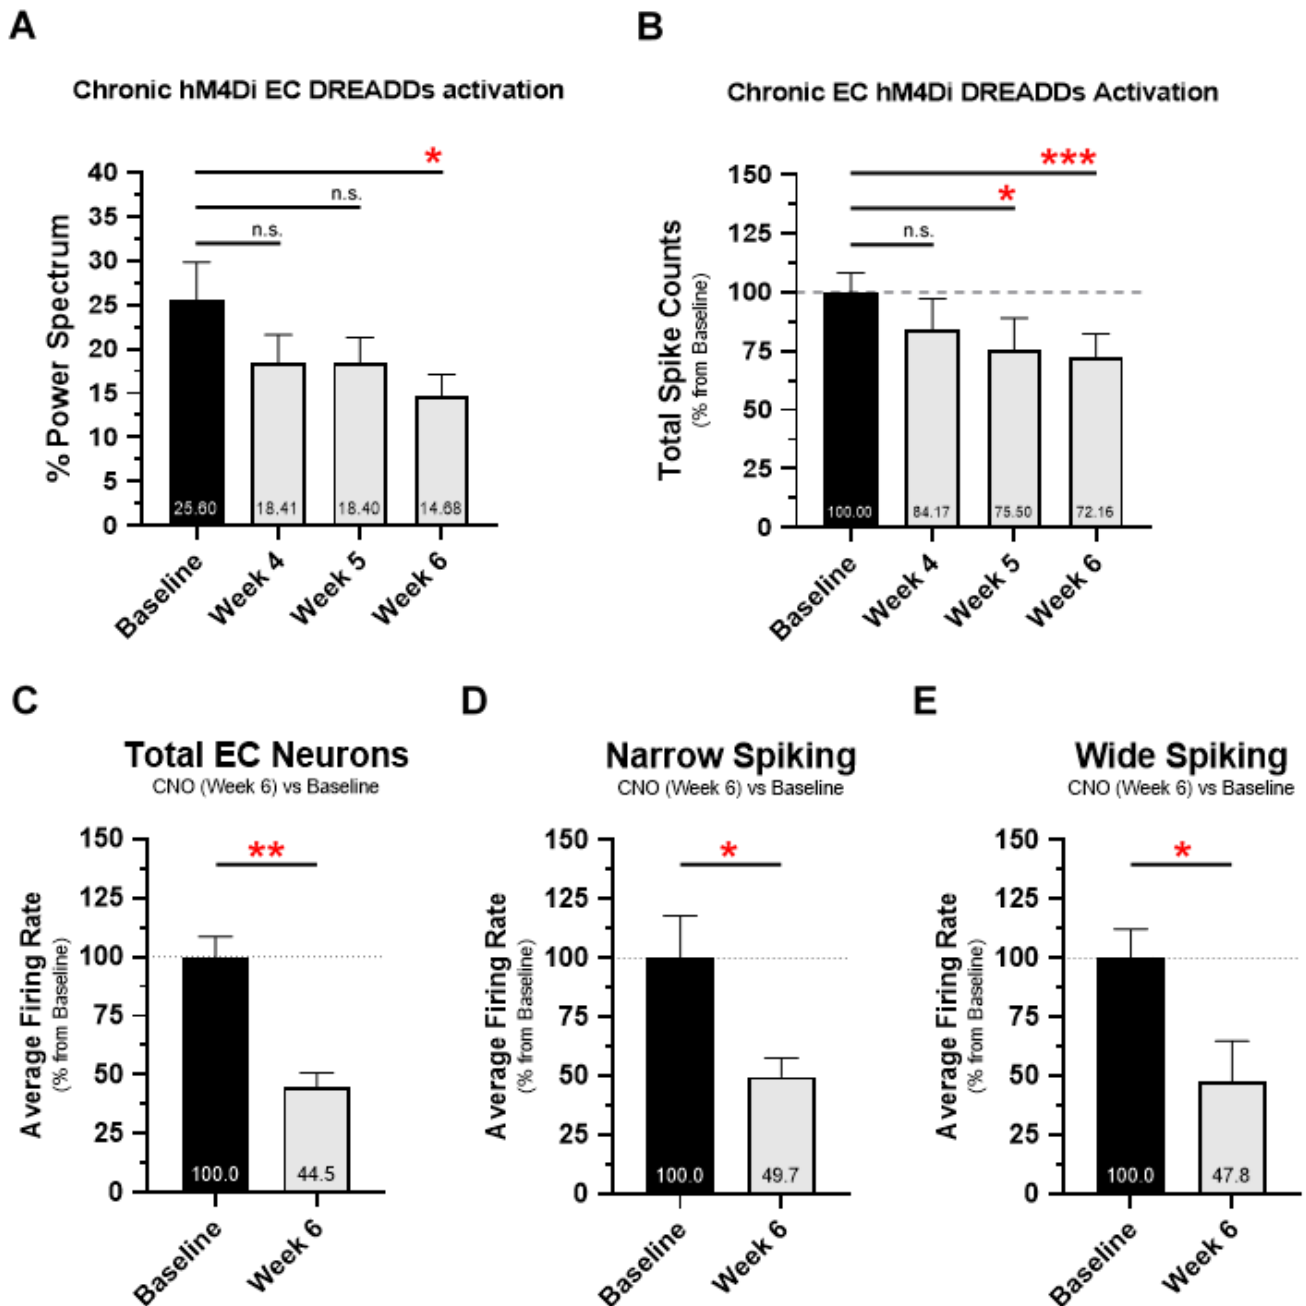 A
Chronic hM4Di EC DREADDs activation
% Power Spectrum
40
35
30
25
20
15
10
5
0
*
n.s.
n.s.
25.60
18.41
18.40
14.68
Baseline
Week 4
Week 5
Week 6
B
Chronic EC hM4Di DREADDs Activation
Total Spike Counts
(% from Baseline)
150
125
100
75
50
25
0
***
*
n.s.
100.00
84.17
75.50
72.16
Baseline
Week 4
Week 5
Week 6
C
Total EC Neurons
CNO (Week 6) vs Baseline
Average Firing Rate
(% from Baseline)
150
125
100
75
50
25
0
**
100.0
44.5
Baseline
Week 6
D
Narrow Spiking
CNO (Week 6) vs Baseline
Average Firing Rate
(% from Baseline)
150
125
100
75
50
25
0
*
100.0
49.7
Baseline
Week 6
E
Wide Spiking
CNO (Week 6) vs Baseline
Average Firing Rate
(% from Baseline)
150
125
100
75
50
25
0
*
100.0
47.8
Baseline
Week 6